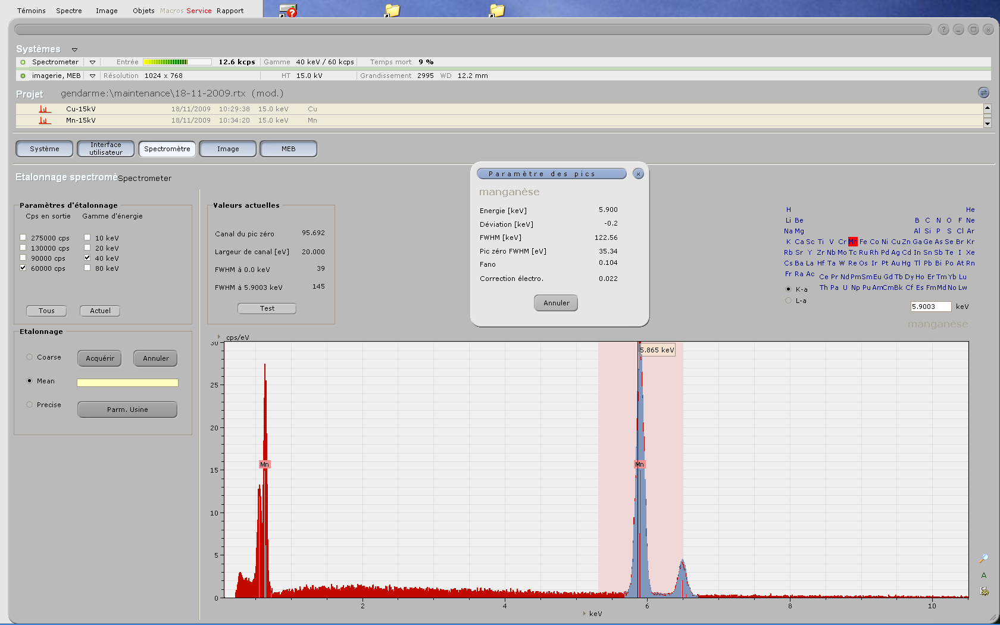 Témoins Spectre Image Objets Macros Service Rapport
Systèmes
Spectrometer Entrée 12.6 kcps Gamme 40 keV / 60 kcps Temps mort 9 %
imagerie, MEB Résolution 1024 x 768 HT 15.0 kV Grandissement 2995 WD 12.2 mm
Projet gendarme:\maintenance\18-11-2009.rtx (mod.)
Cu-15kV 18/11/2009 10:29:38 15.0 keV Cu
Mn-15kV 18/11/2009 10:34:20 15.0 keV Mn
Système Interface utilisateur Spectromètre Image MEB
Etalonnage spectromè Spectrometer
Paramètres d'étalonnage
Cps en sortie Gamme d'énergie
275000 cps 10 keV
130000 cps 20 keV
90000 cps 40 keV
60000 cps 80 keV
Tous Actuel
Etalonnage
Coarse Acquérir Annuler
Mean
Precise Parm. Usine
Valeurs actuelles
Canal du pic zéro 95.692
Largeur de canal [eV] 20.000
FWHM à 0.0 keV 39
FWHM à 5.9003 keV 145
Test
Paramètre des pics
manganèse
Energie [keV] 5.900
Déviation [keV] -0.2
FWHM [keV] 122.56
Pic zéro FWHM [eV] 35.34
Fano 0.104
Correction électro. 0.022
Annuler
H He
Li Be B C N O F Ne
Na Mg Al Si P S Cl Ar
K Ca Sc Ti V Cr Mn Fe Co Ni Cu Zn Ga Ge As Se Br Kr
Rb Sr Y Zr Nb Mo Tc Ru Rh Pd Ag Cd In Sn Sb Te I Xe
Cs Ba La Hf Ta W Re Os Ir Pt Au Hg Tl Pb Bi Po At Rn
Fr Ra Ac Ce Pr Nd Pm Sm Eu Gd Tb Dy Ho Er Tm Yb Lu
Th Pa U Np Pu Am Cm Bk Cf Es Fm Md No Lw
K-a
L-a
5.9003 keV
manganèse
cps/eV
30
5.865 keV
25
20
Mn Mn
15
10
5
0
2 4 6 8 10
keV
A